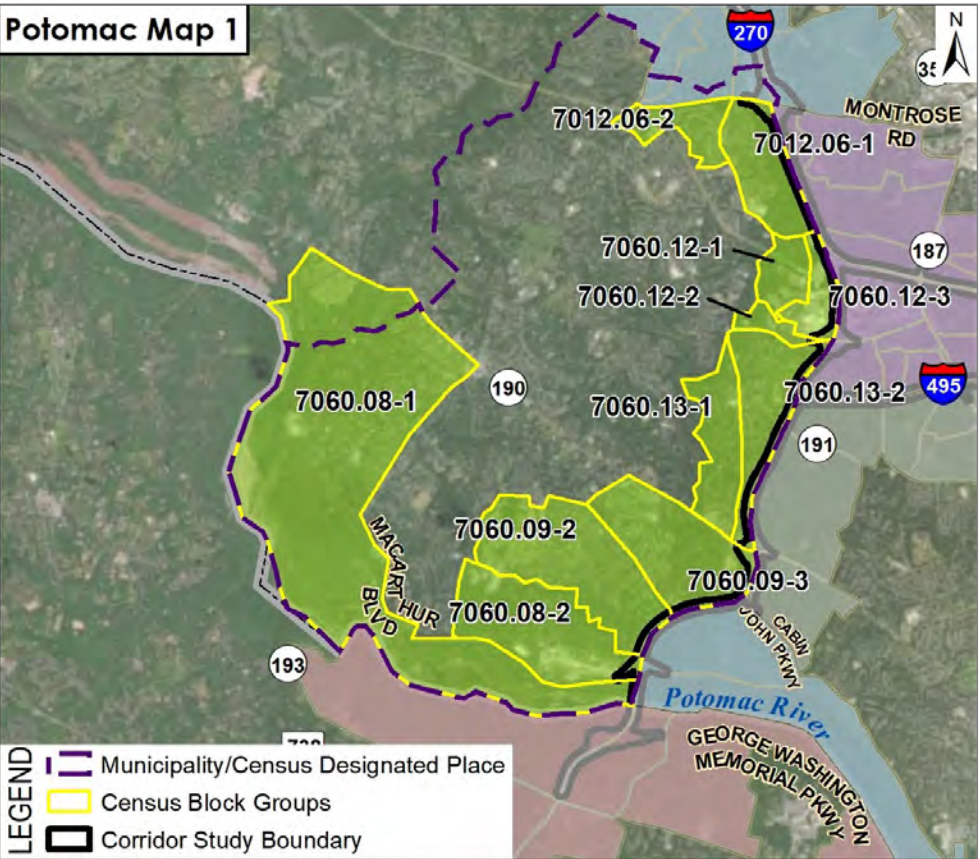 Potomac Map 1
N
270
MONTROSE
RD
7012.06-2
7012.06-1
187
7060.12-1
7060.12-2
7060.12-3
190
495
7060.08-1
7060.13-1
7060.13-2
191
MACARTHUR
BLVD
7060.09-2
7060.09-3
7060.08-2
CABIN
JOHN PKWY
193
Potomac River
GEORGE WASHINGTON
MEMORIAL PKWY
LEGEND
Municipality/Census Designated Place
Census Block Groups
Corridor Study Boundary